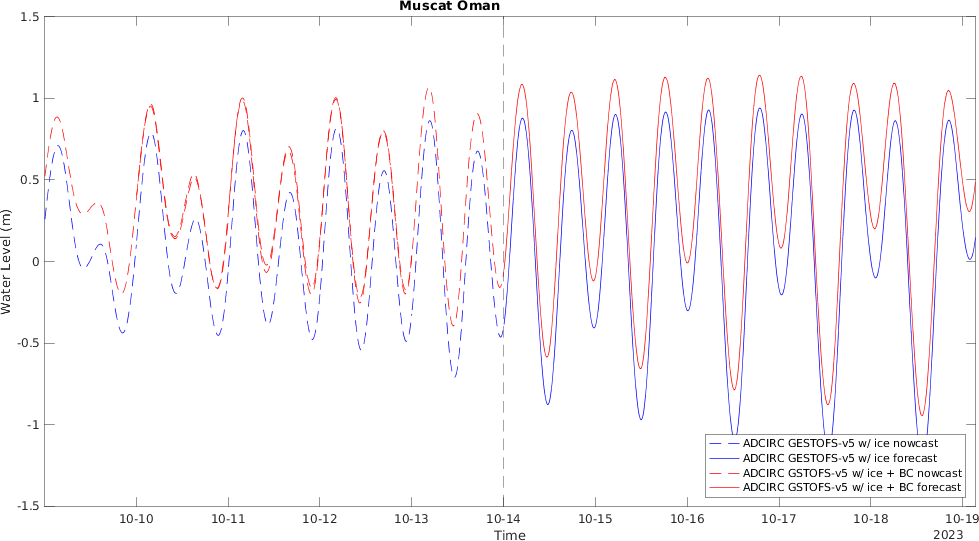 Muscat Oman
Water Level (m)
1.5
1
0.5
0
-0.5
-1
-1.5
ADCIRC GESTOFS-v5 w/ ice nowcast
ADCIRC GESTOFS-v5 w/ ice forecast
ADCIRC GSTOFS-v5 w/ ice + BC nowcast
ADCIRC GSTOFS-v5 w/ ice + BC forecast
10-10 10-11 10-12 10-13 10-14 10-15 10-16 10-17 10-18 10-19
Time
2023